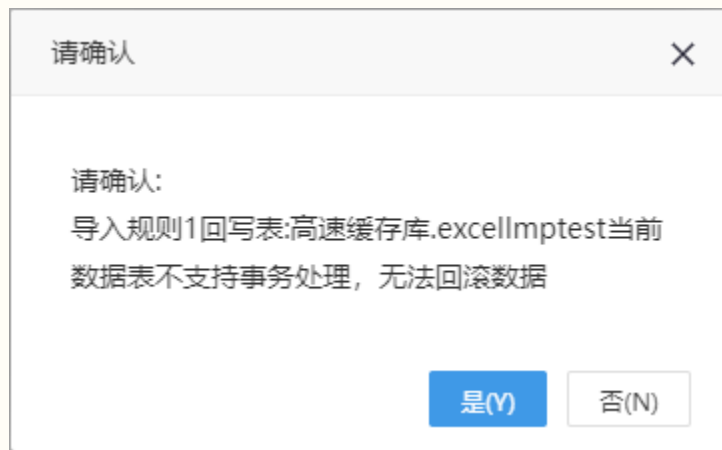 请确认
请确认:
导入规则1回写表:高速缓存库.excelImptest当前
数据表不支持事务处理，无法回滚数据
是(Y)
否(N)